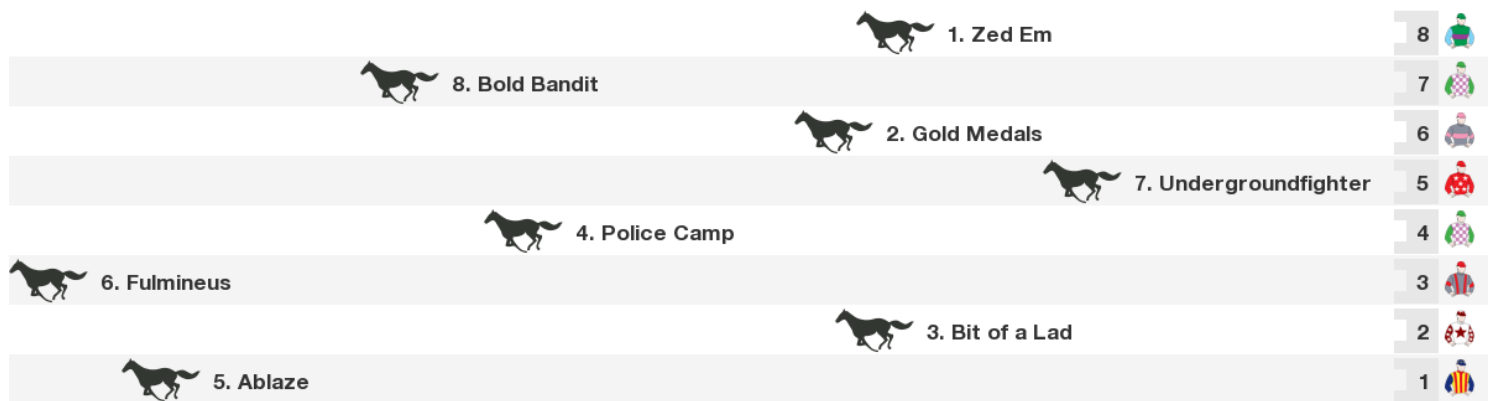 1. Zed Em 8
8. Bold Bandit 7
2. Gold Medals 6
7. Undergroundfighter 5
4. Police Camp 4
6. Fulmineus 3
3. Bit of a Lad 2
5. Ablaze 1